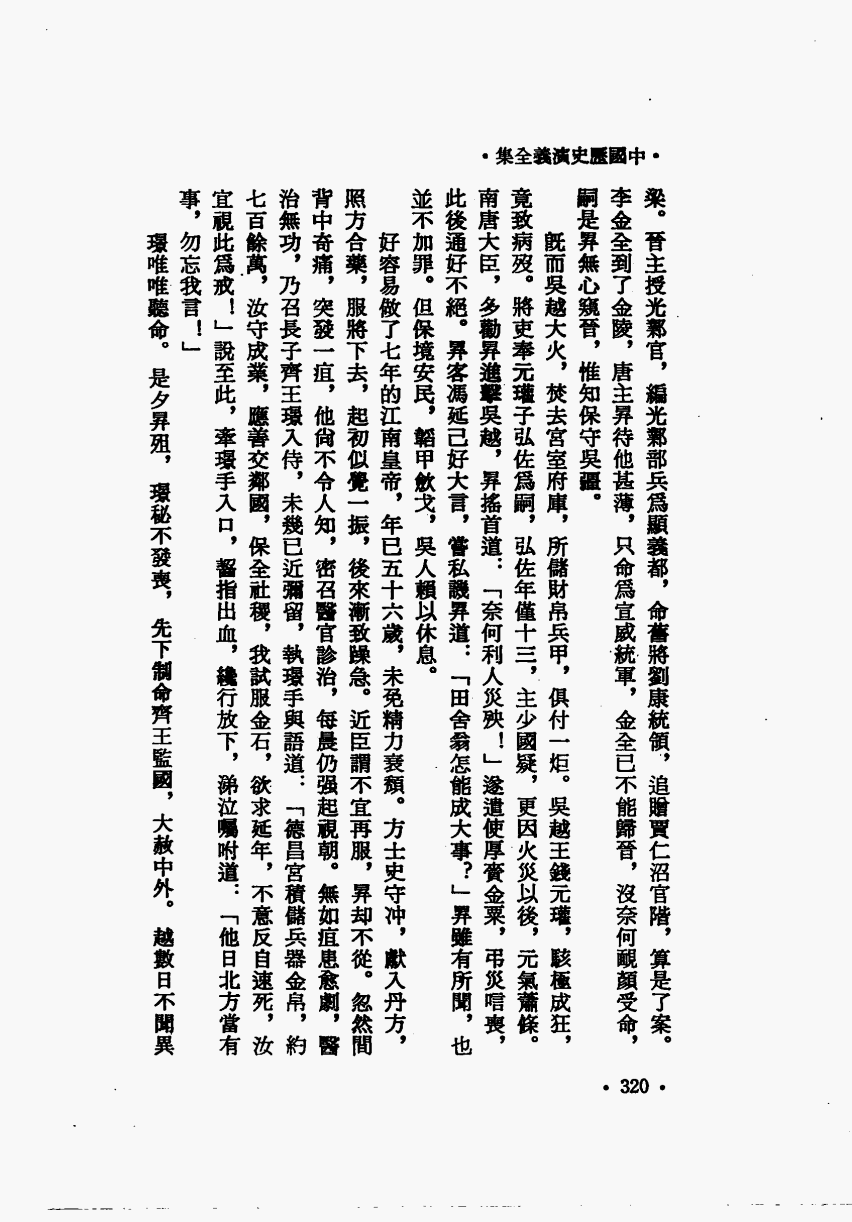 •中國歷史演義全集•
梁。晉主授光鄴官，編光鄴部兵爲顯義都，命舊將劉康統領，追贈賈仁沼官階，算是了案。
李金全到了金陵，唐主昪待他甚薄，只命爲宣威統軍，金全已不能歸晉，沒奈何靦顏受命，
嗣是昪無心窺晉，惟知保守吳疆。
旣而吳越大火，焚去宮室府庫，所儲財帛兵甲，俱付一炬。吳越王錢元瓘，駭極成狂，
竟致病歿。將吏奉元瓘子弘佐爲嗣，弘佐年僅十三，主少國疑，更因火災以後，元氣蕭條。
南唐大臣，多勸昪進擊吳越，昪搖首道：「奈何利人災殃！」遂遣使厚賫金粟，弔災唁喪，
此後通好不絕。昪客馮延己好大言，嘗私譏昪道：「田舍翁怎能成大事？」昪雖有所聞，也
並不加罪。但保境安民，韜甲斂戈，吳人賴以休息。
好容易做了七年的江南皇帝，年已五十六歲，未免精力衰頹。方士史守冲，獻入丹方，
照方合藥，服將下去，起初似覺一振，後來漸致躁急。近臣謂不宜再服，昪却不從。忽然間
背中奇痛，突發一疽，他尙不令人知，密召醫官診治，每晨仍强起視朝。無如疽患愈劇，醫
治無功，乃召長子齊王璟入侍，未幾已近彌留，執璟手與語道：「德昌宮積儲兵器金帛，約
七百餘萬，汝守成業，應善交鄰國，保全社稷，我試服金石，欲求延年，不意反自速死，汝
宜視此爲戒！」說至此，牽璟手入口，齧指出血，纔行放下，涕泣囑咐道：「他日北方當有
事，勿忘我言！」
璟唯唯聽命。是夕昪殂，璟秘不發喪，先下制命齊王監國，大赦中外。越數日不聞異
•320•